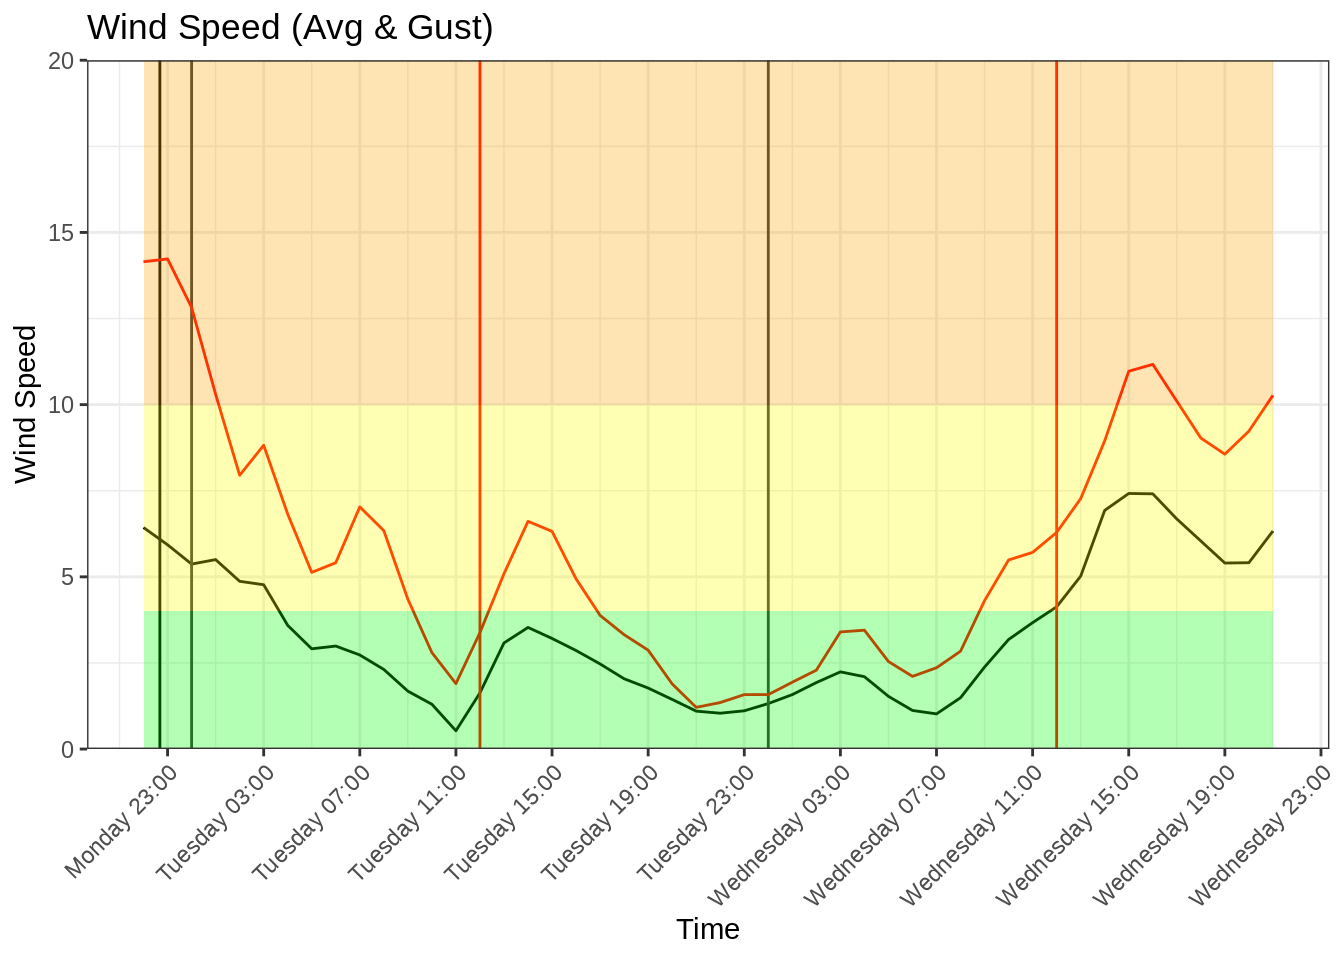 Wind Speed (Avg & Gust)
20
15
10
5
0
Wind Speed
Monday 23:00
Tuesday 03:00
Tuesday 07:00
Tuesday 11:00
Tuesday 15:00
Tuesday 19:00
Tuesday 23:00
Wednesday 03:00
Wednesday 07:00
Wednesday 11:00
Wednesday 15:00
Wednesday 19:00
Wednesday 23:00
Time